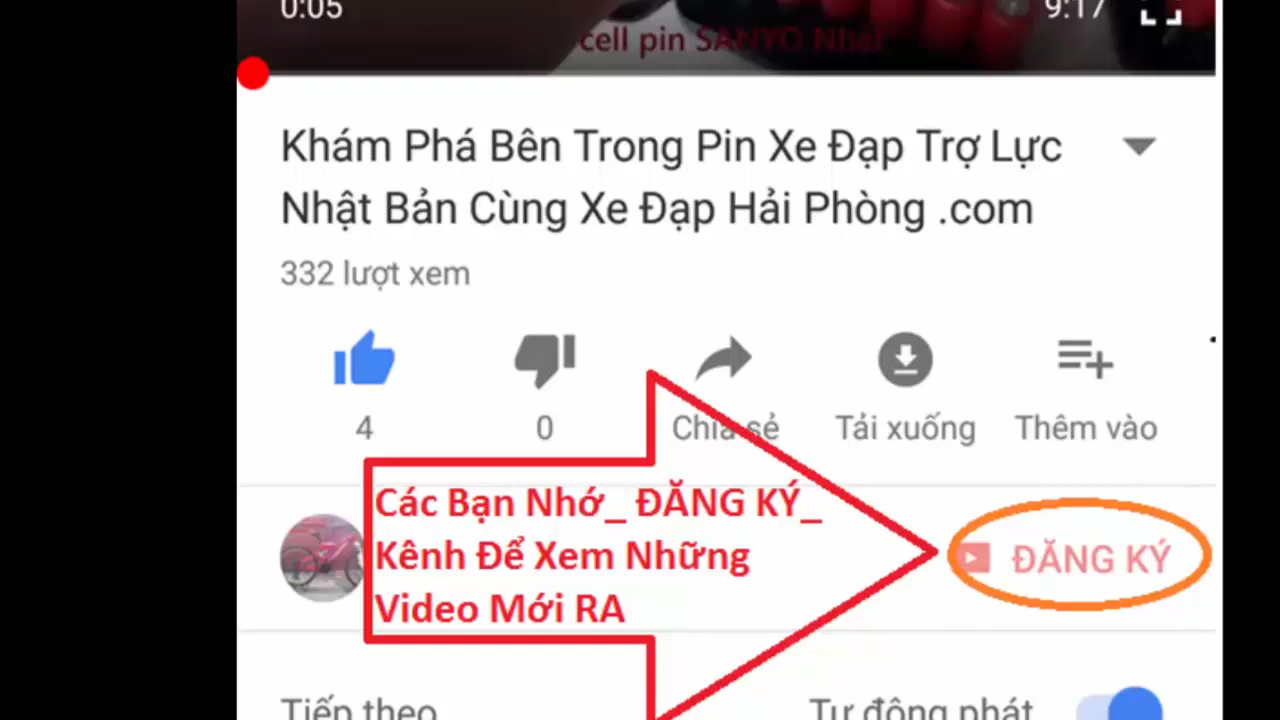 0:05
9:17
cell pin SANYO Nhật
Khám Phá Bên Trong Pin Xe Đạp Trợ Lực
Nhật Bản Cùng Xe Đạp Hải Phòng .com
332 lượt xem
4
0
Chia sẻ
Tải xuống
Thêm vào
Các Bạn Nhớ_ ĐĂNG KÝ_
Kênh Để Xem Những
Video Mới RA
ĐĂNG KÝ
Tiếp theo
Tự động phát